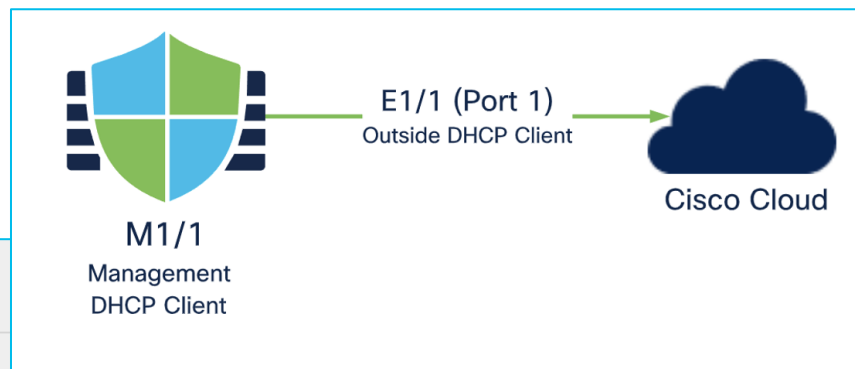 E1/1 (Port 1)
Outside DHCP Client
Cisco Cloud
M1/1
Management
DHCP Client